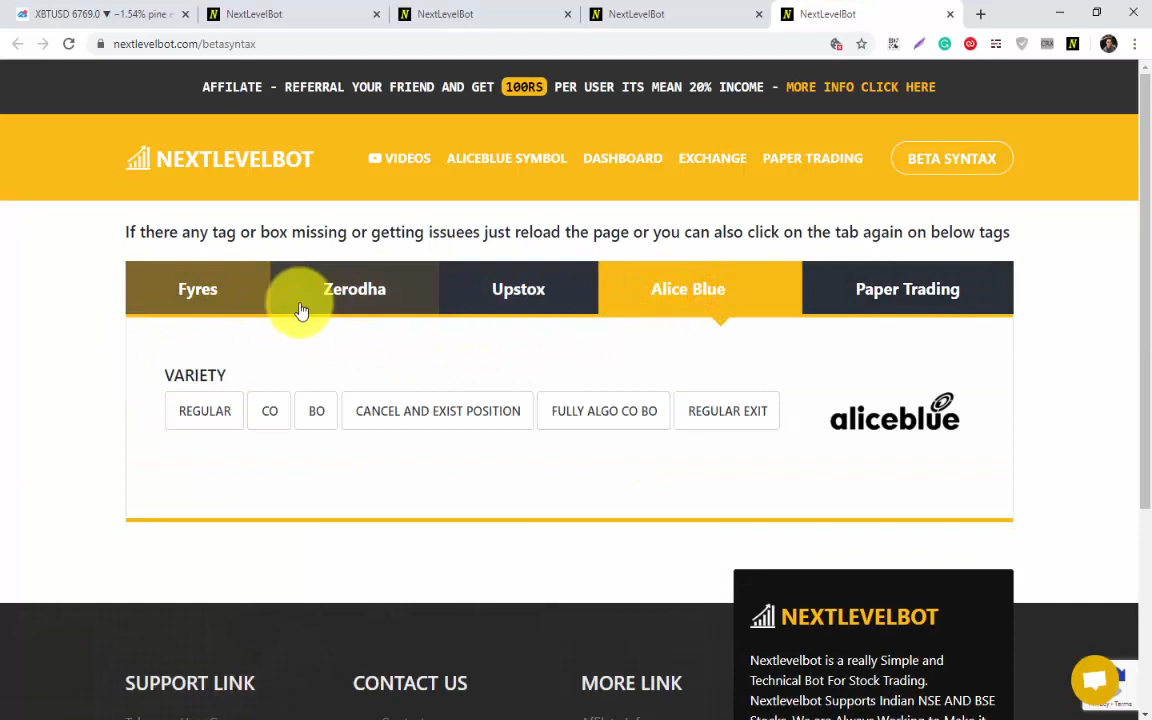 XBTUSD 6769.0 ▼ −1.54% pine e
NextLevelBot
NextLevelBot
NextLevelBot
NextLevelBot
nextlevelbot.com/betasyntax
AFFILATE - REFERRAL YOUR FRIEND AND GET 100RS PER USER ITS MEAN 20% INCOME - MORE INFO CLICK HERE
NEXTLEVELBOT
VIDEOS
ALICEBLUE SYMBOL
DASHBOARD
EXCHANGE
PAPER TRADING
BETA SYNTAX
If there any tag or box missing or getting issuees just reload the page or you can also click on the tab again on below tags
Fyres
Zerodha
Upstox
Alice Blue
Paper Trading
VARIETY
REGULAR
CO
BO
CANCEL AND EXIST POSITION
FULLY ALGO CO BO
REGULAR EXIT
aliceblue
NEXTLEVELBOT
Nextlevelbot is a really Simple and
Technical Bot For Stock Trading.
Nextlevelbot Supports Indian NSE AND BSE
SUPPORT LINK
CONTACT US
MORE LINK